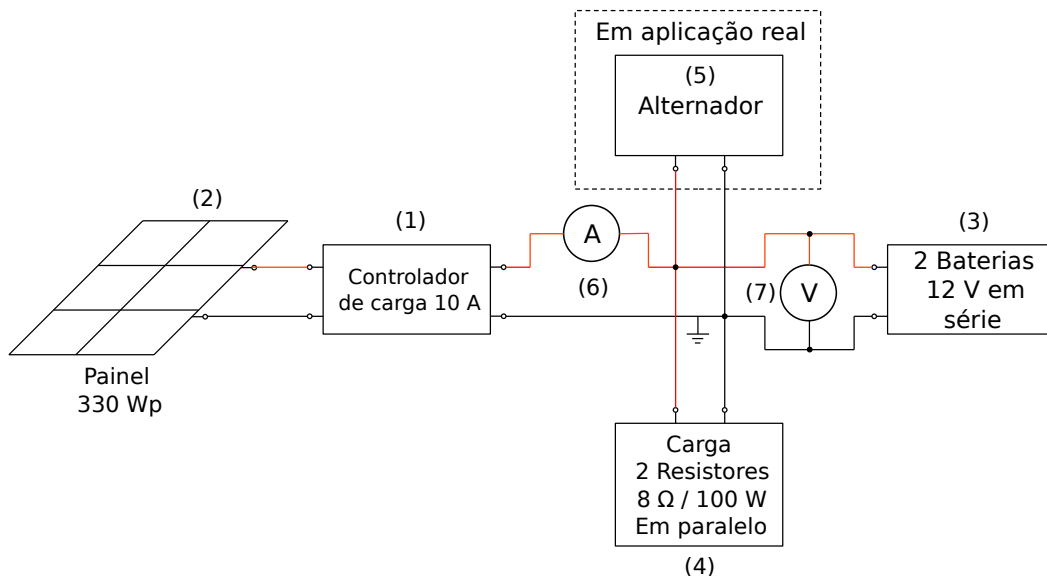 Em aplicação real
(5)
Alternador
(2)
(1)
(3)
A
Controlador
de carga 10 A
(6)
(7)
V
2 Baterias
12 V em
série
Painel
330 Wp
Carga
2 Resistores
8 Ω / 100 W
Em paralelo
(4)